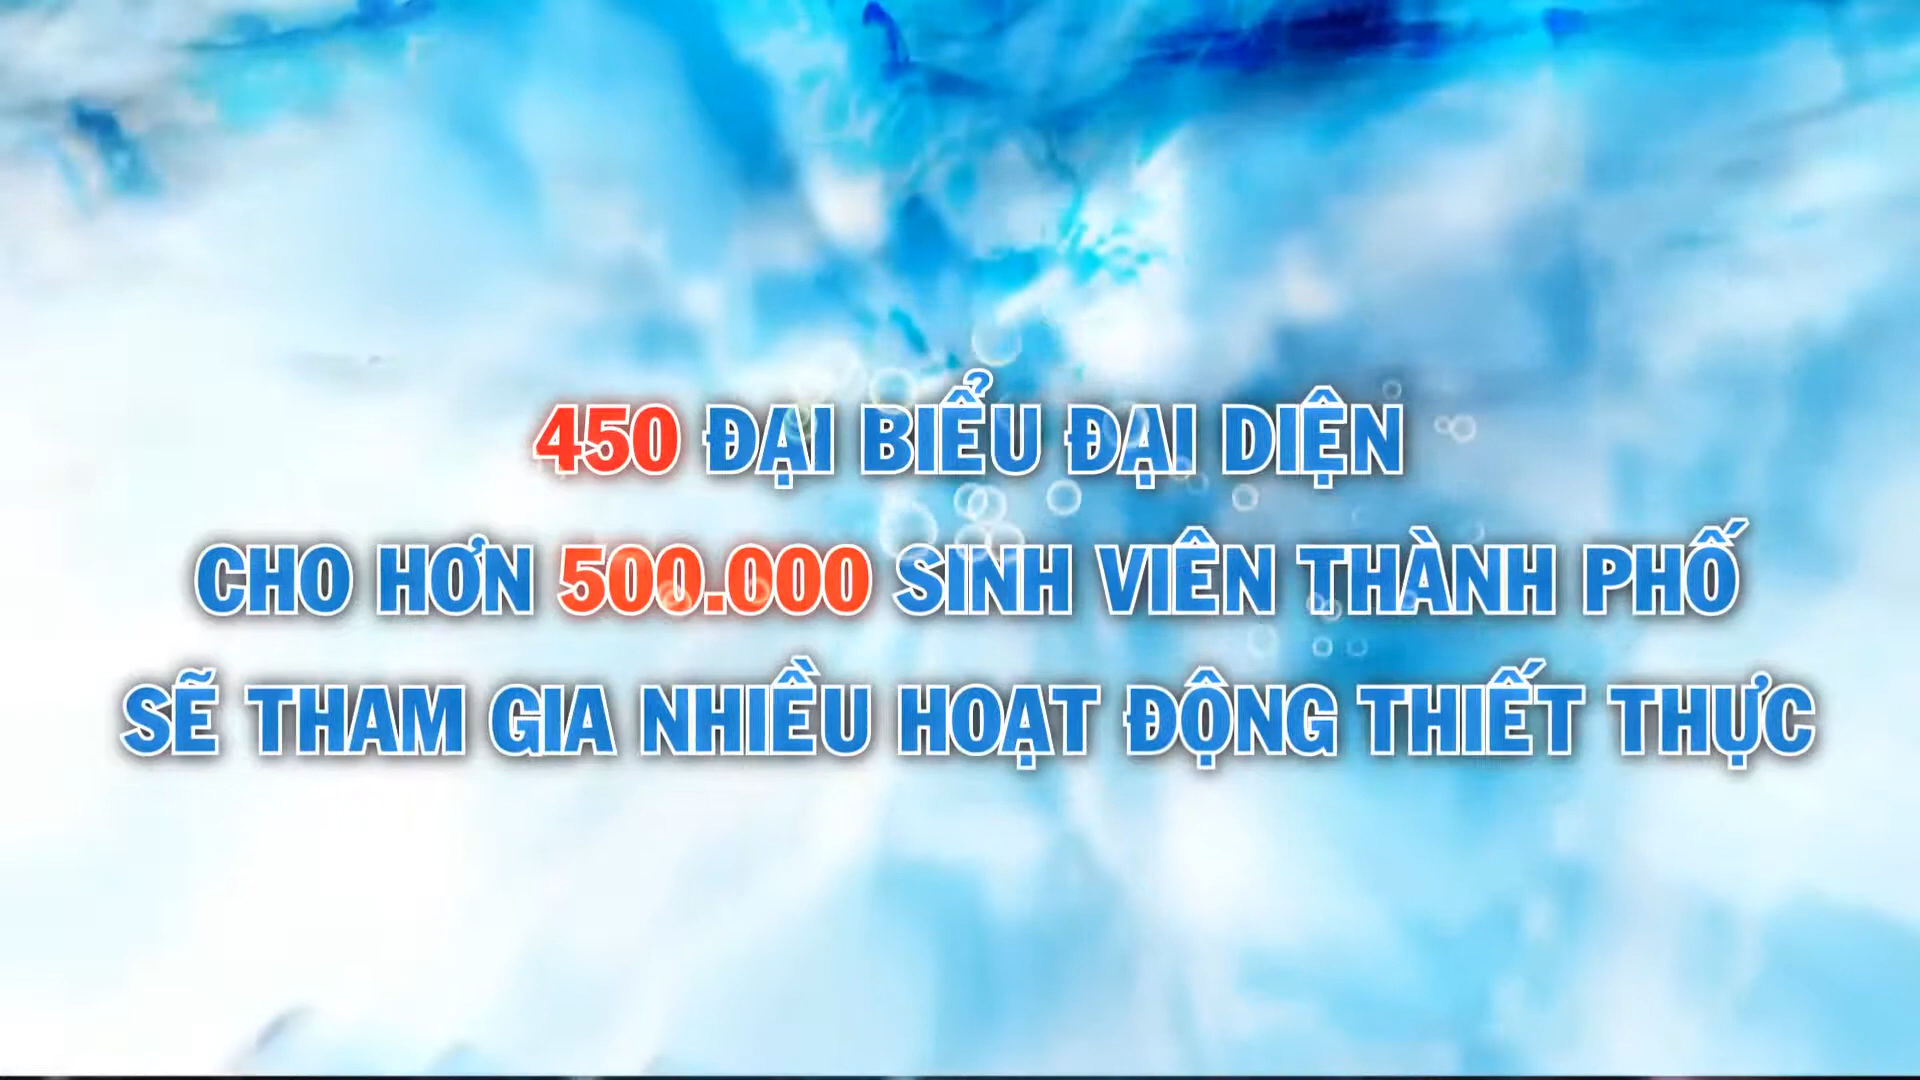 450 ĐẠI BIỂU ĐẠI DIỆN
CHO HƠN 500.000 SINH VIÊN THÀNH PHỐ
SẼ THAM GIA NHIỀU HOẠT ĐỘNG THIẾT THỰC